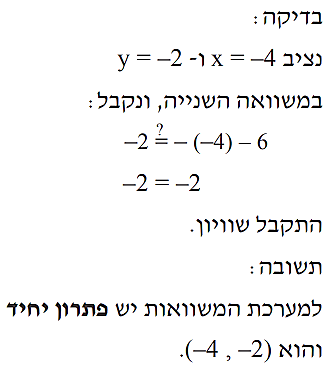 בדיקה:
נציב x = –4 ו- y = –2
במשוואה השנייה, ונקבל:
–2 ≟ – (–4) – 6
–2 = –2
התקבל שוויון.
תשובה:
למערכת המשוואות יש פתרון יחיד
והוא (–4 , –2).